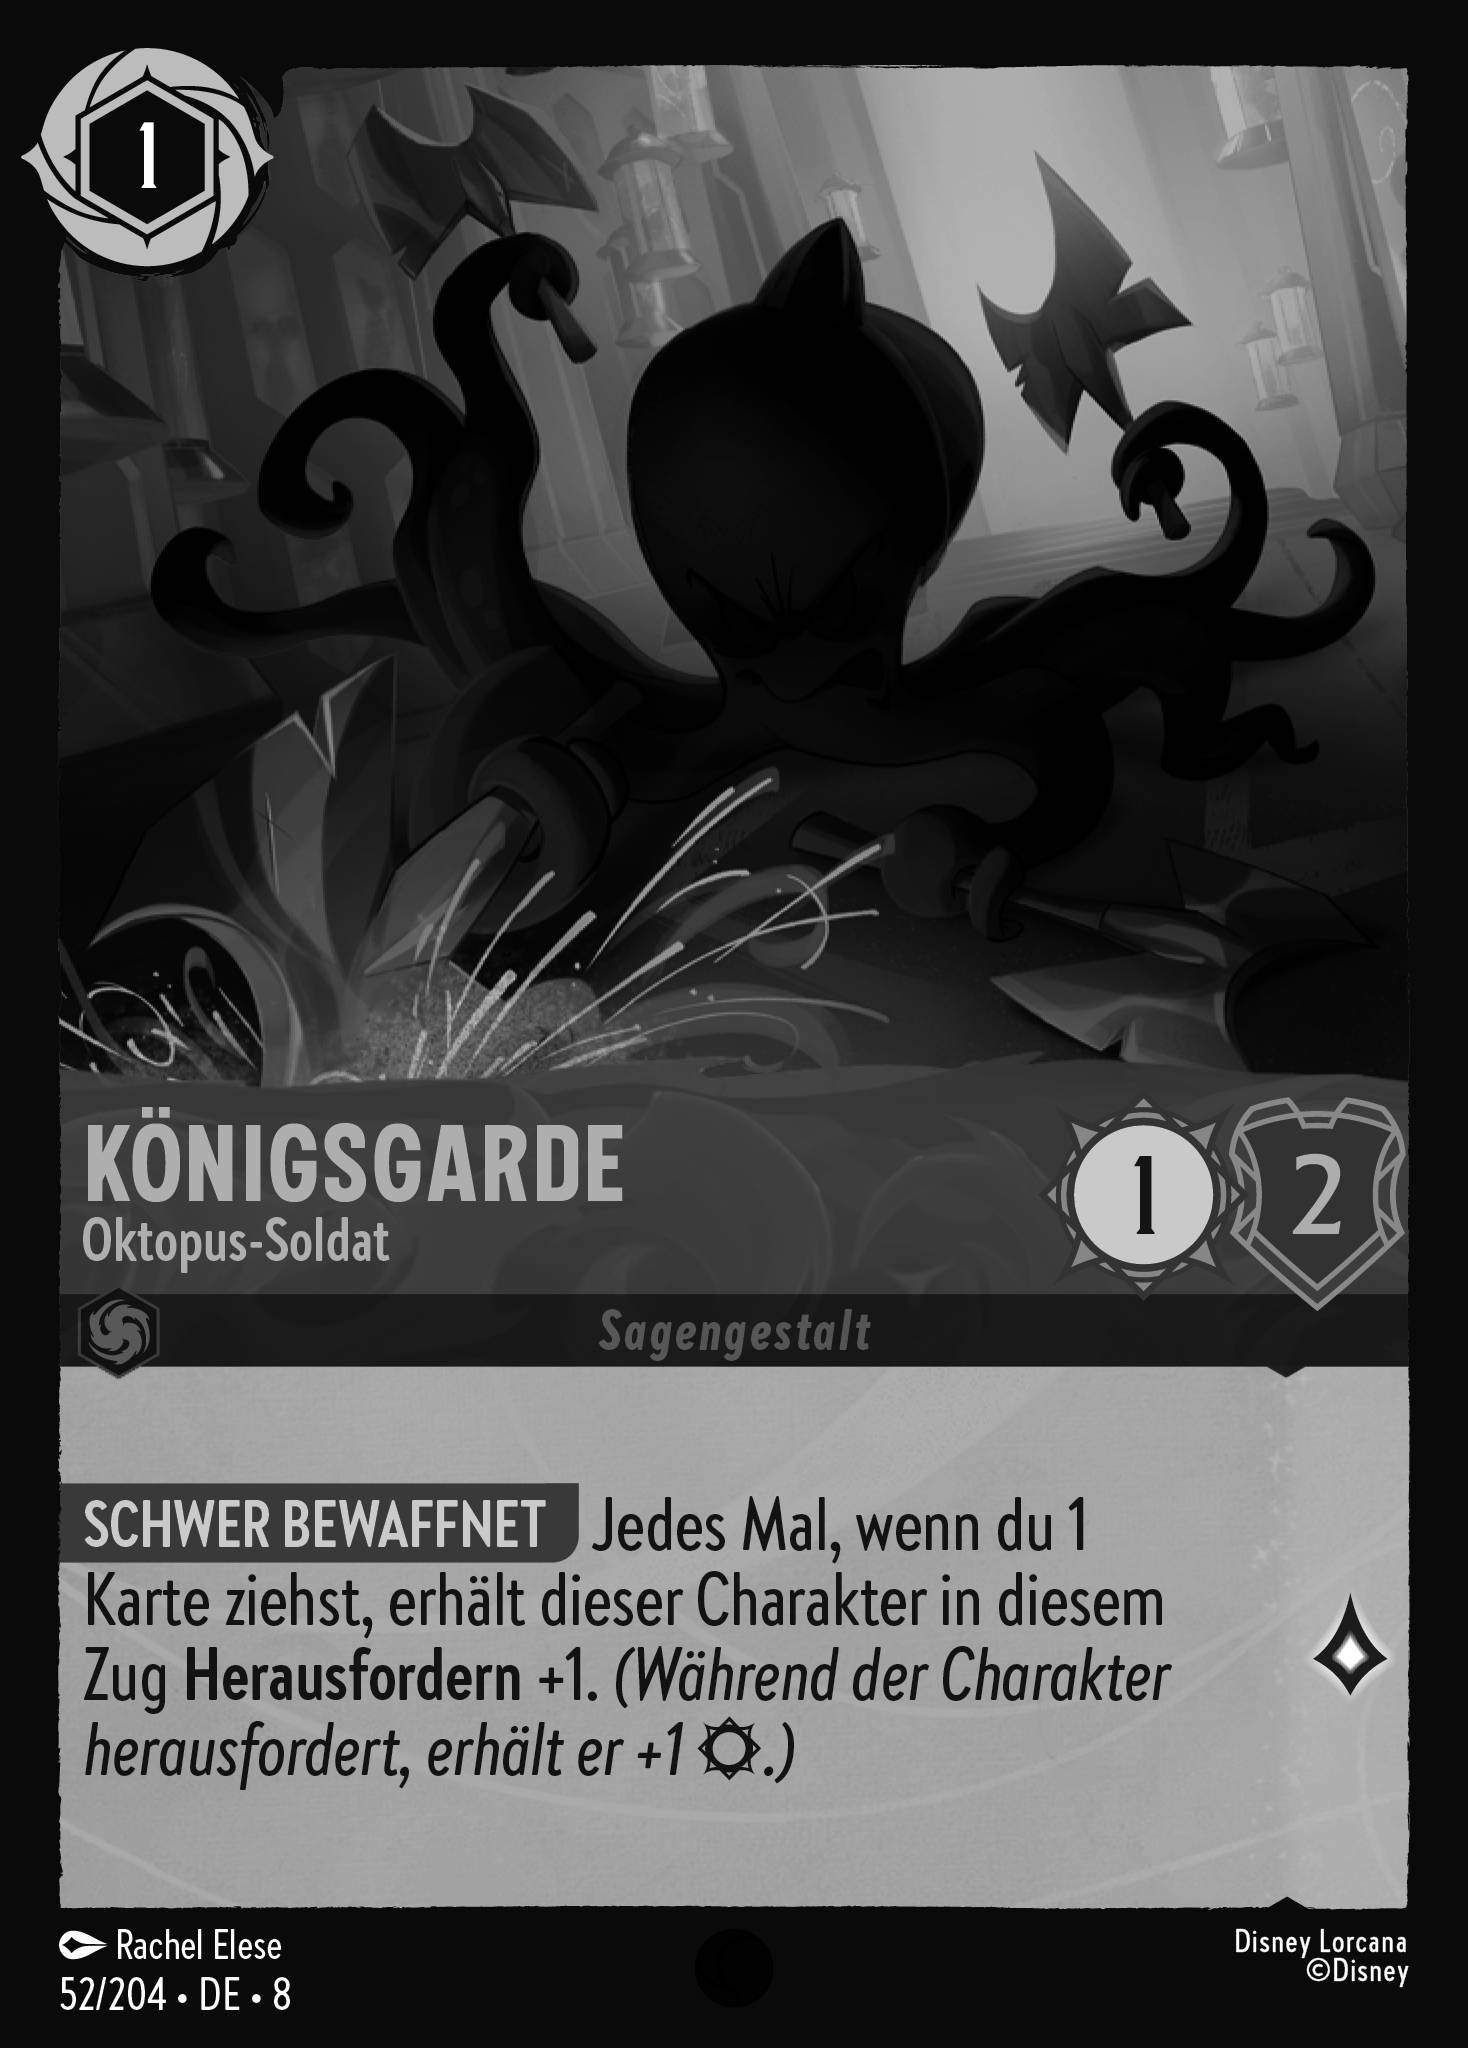 1
KÖNIGSGARDE
Oktopus-Soldat
1
2
Sagengestalt
SCHWER BEWAFFNET Jedes Mal, wenn du 1
Karte ziehst, erhält dieser Charakter in diesem
Zug Herausfordern +1. (Während der Charakter
herausfordert, erhält er +1 .)
Rachel Elese
52/204 • DE • 8
Disney Lorcana
©Disney